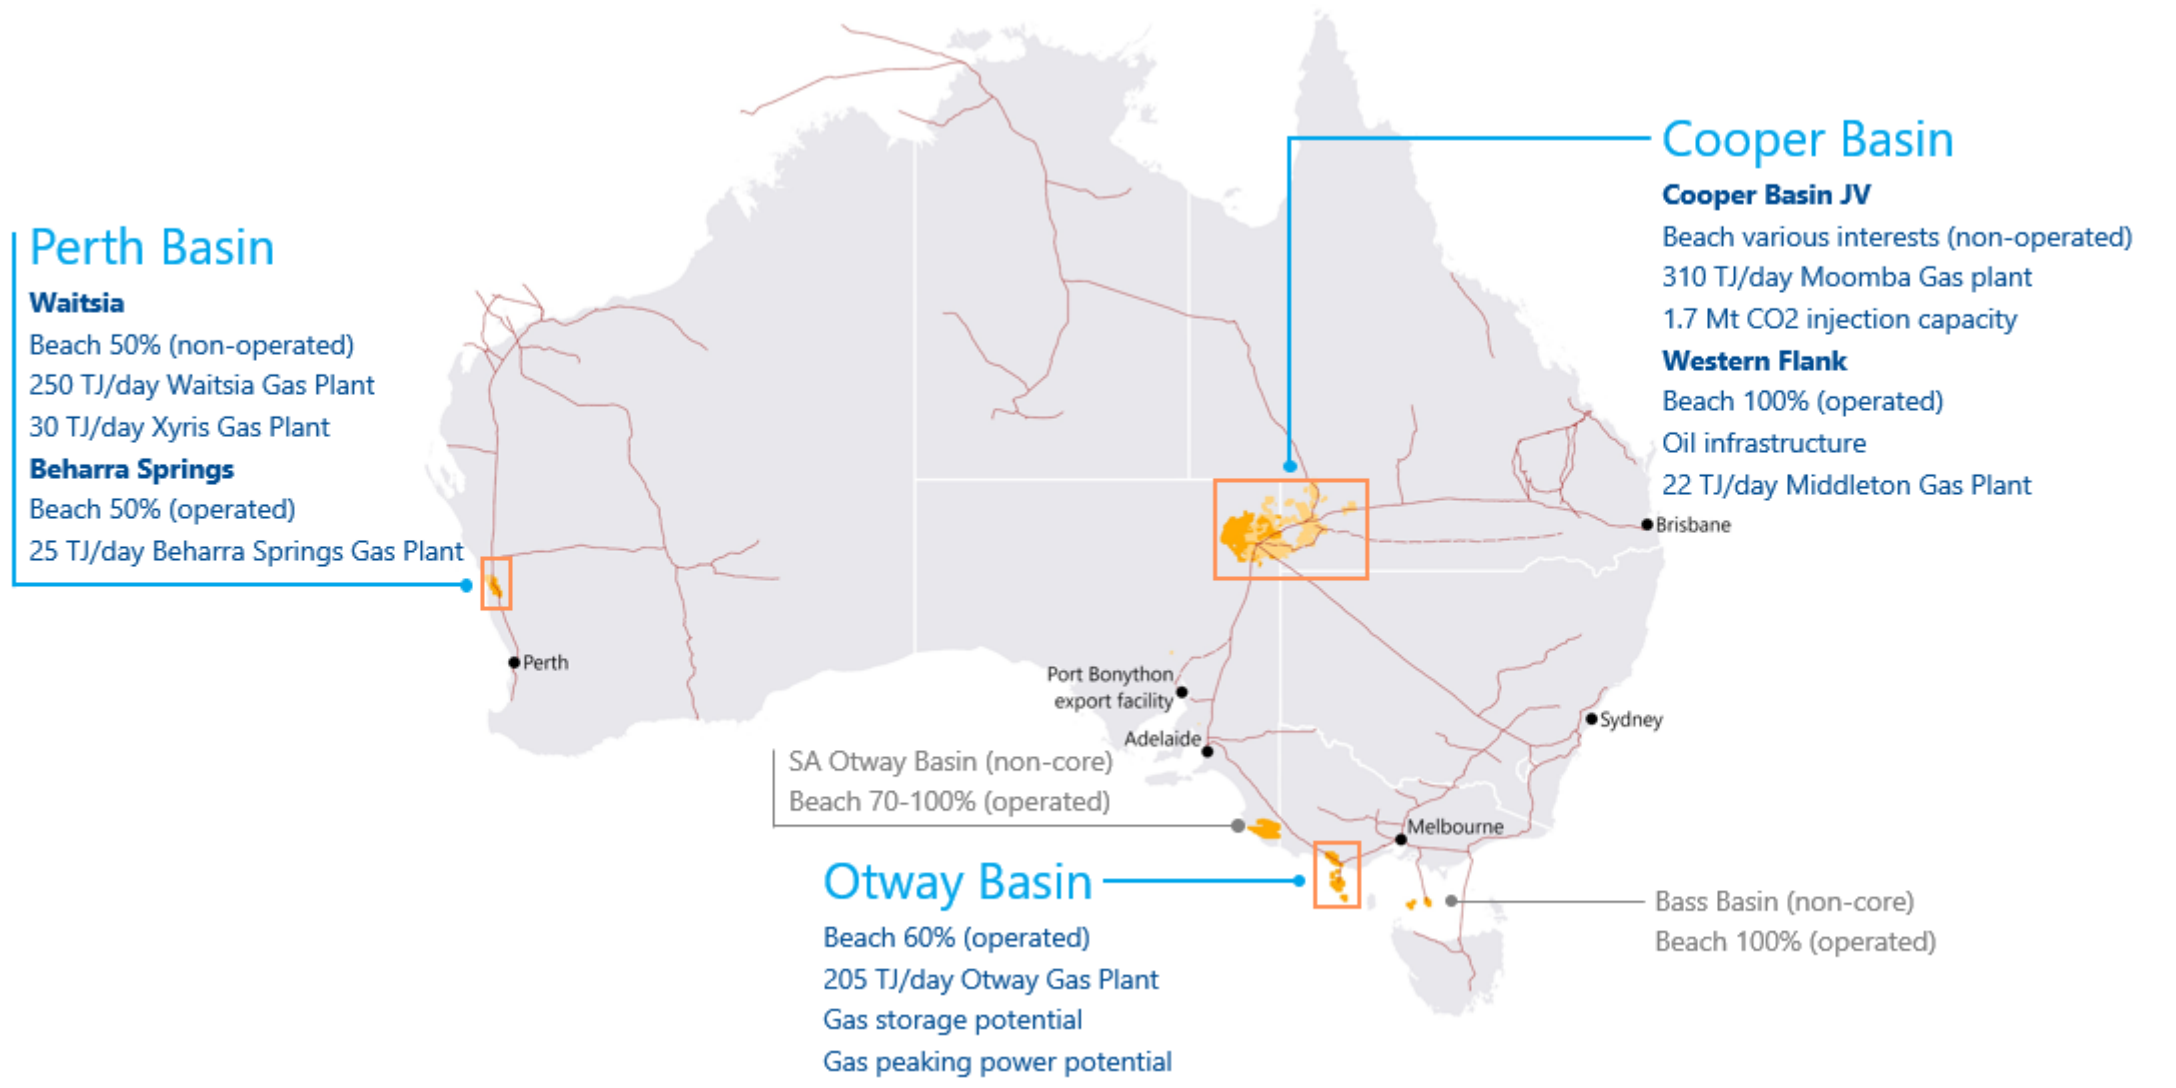 Perth Basin
Waitsia
Beach 50% (non-operated)
250 TJ/day Waitsia Gas Plant
30 TJ/day Xyris Gas Plant
Beharra Springs
Beach 50% (operated)
25 TJ/day Beharra Springs Gas Plant
Cooper Basin
Cooper Basin JV
Beach various interests (non-operated)
310 TJ/day Moomba Gas plant
1.7 Mt CO2 injection capacity
Western Flank
Beach 100% (operated)
Oil infrastructure
22 TJ/day Middleton Gas Plant
Brisbane
Perth
Port Bonython
export facility
Adelaide
Sydney
Melbourne
SA Otway Basin (non-core)
Beach 70-100% (operated)
Otway Basin
Beach 60% (operated)
205 TJ/day Otway Gas Plant
Gas storage potential
Gas peaking power potential
Bass Basin (non-core)
Beach 100% (operated)